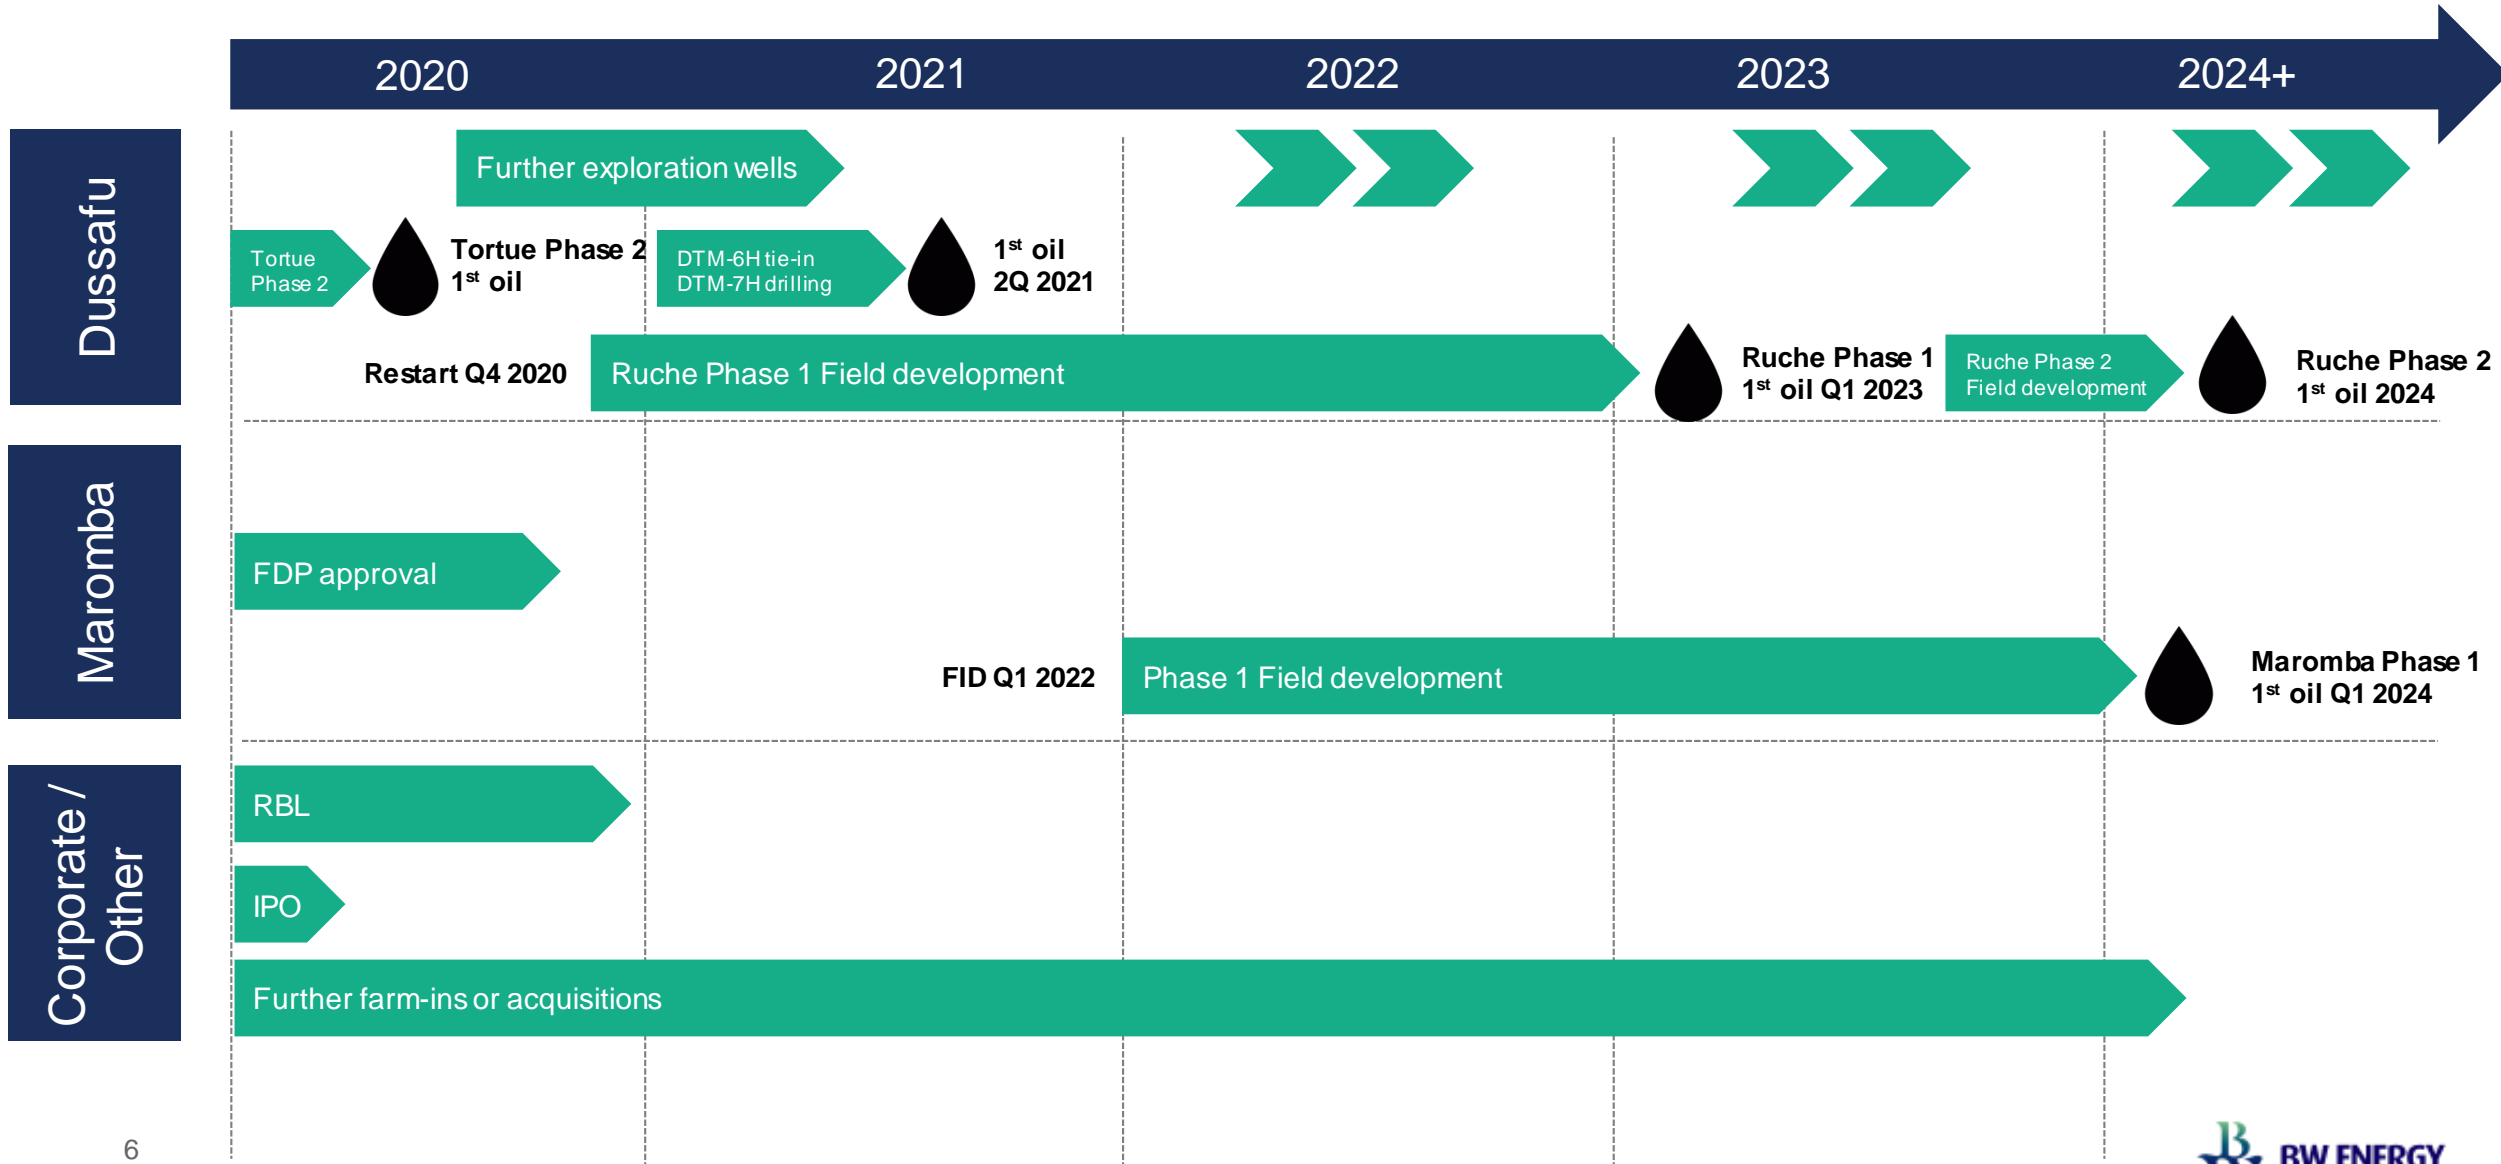 2020
2021
2022
2023
2024+
Dussafu
Further exploration wells
Tortue
Phase 2
Tortue Phase 2
1st oil
DTM-6H tie-in
DTM-7H drilling
1st oil
2Q 2021
Restart Q4 2020
Ruche Phase 1 Field development
Ruche Phase 1
1st oil Q1 2023
Ruche Phase 2
Field development
Ruche Phase 2
1st oil 2024
Maromba
FDP approval
FID Q1 2022
Phase 1 Field development
Maromba Phase 1
1st oil Q1 2024
Corporate /
Other
RBL
IPO
Further farm-ins or acquisitions
6
BW ENERGY